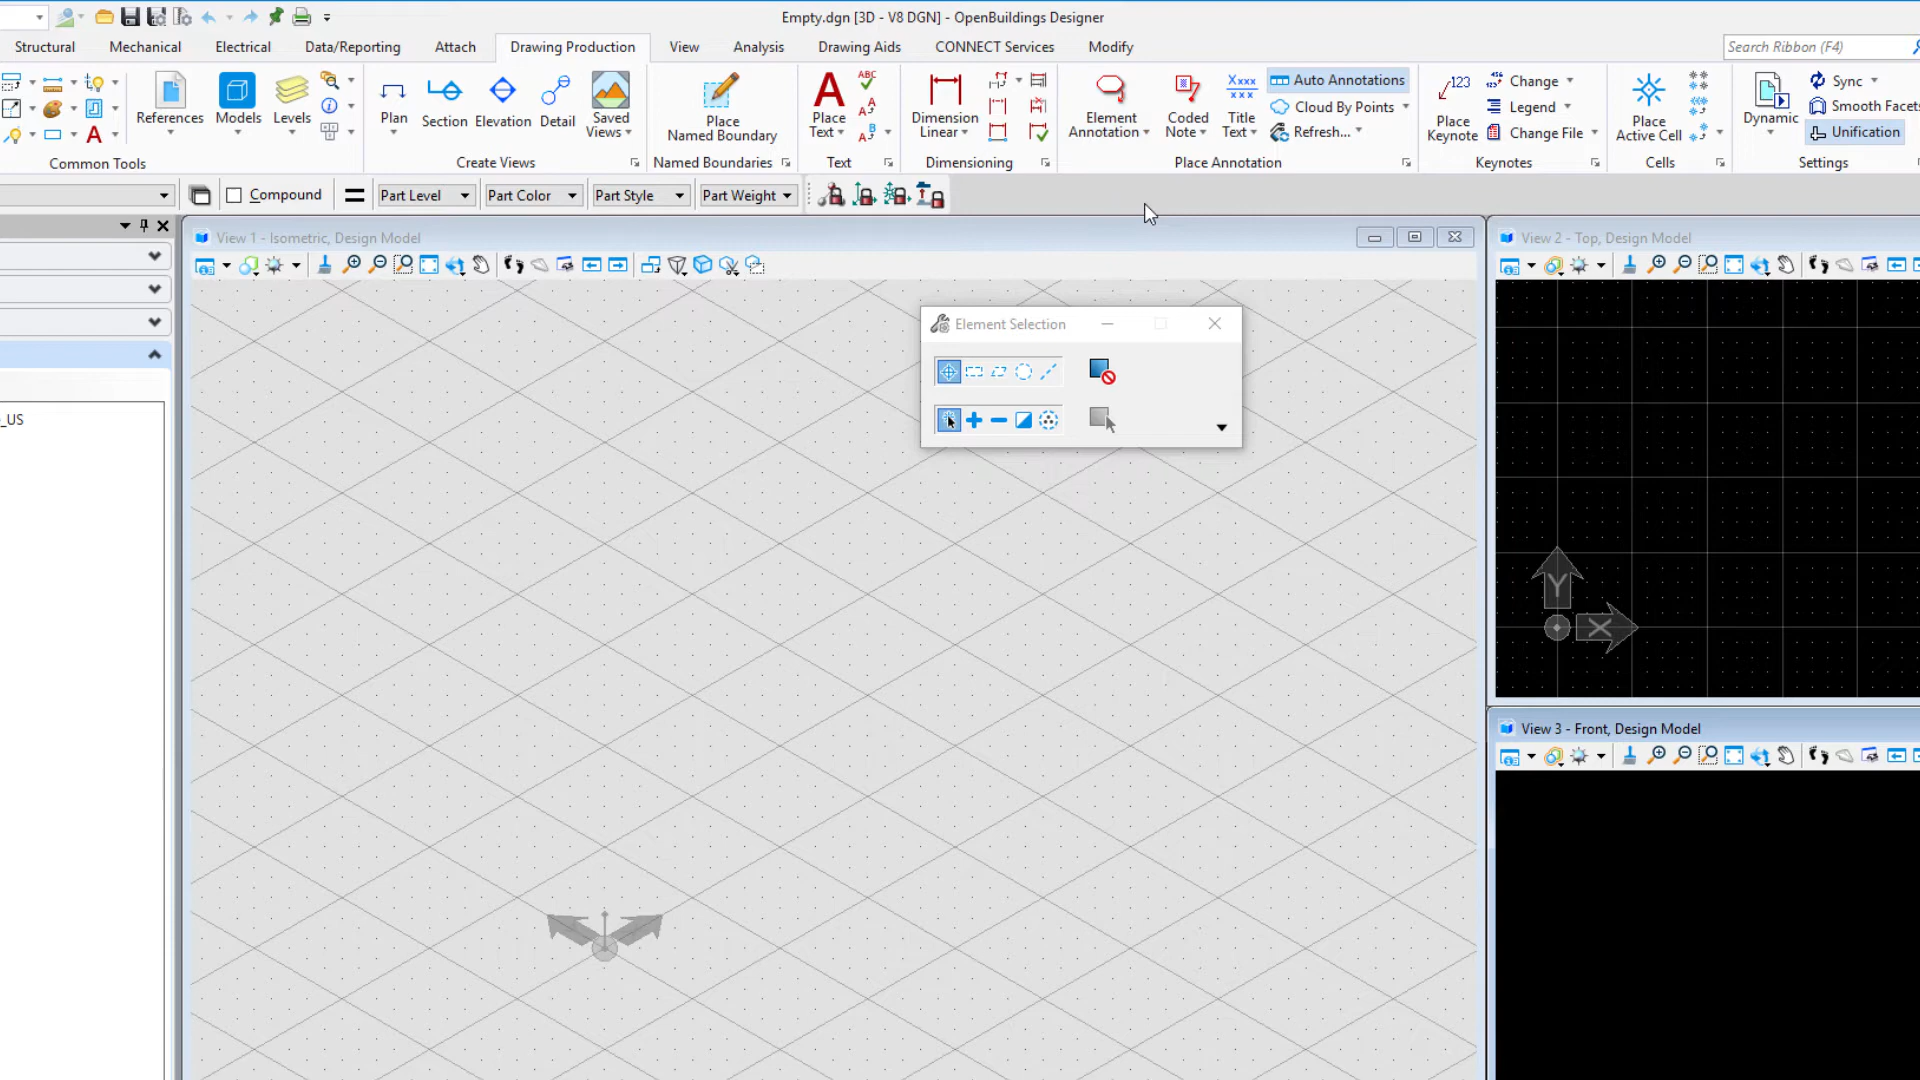 Empty.dgn [3D - V8 DGN] - OpenBuildings Designer
Structural Mechanical Electrical Data/Reporting Attach Drawing Production View Analysis Drawing Aids CONNECT Services Modify Search Ribbon (F4)
References Models Levels Plan Section Elevation Detail Saved Views Place Named Boundary Place Text ABC Dimension Linear Element Annotation Coded Note Xxxx xxx Title Text Auto Annotations
Cloud By Points
Refresh...
123 Place Keynote Change
Legend
Change File
Place Active Cell Dynamic Sync
Smooth Facets
Unification
Common Tools Create Views Named Boundaries Text Dimensioning Place Annotation Keynotes Cells Settings
Compound Part Level Part Color Part Style Part Weight
View 1 - Isometric, Design Model
View 2 - Top, Design Model
Element Selection
_US
Y
X
View 3 - Front, Design Model